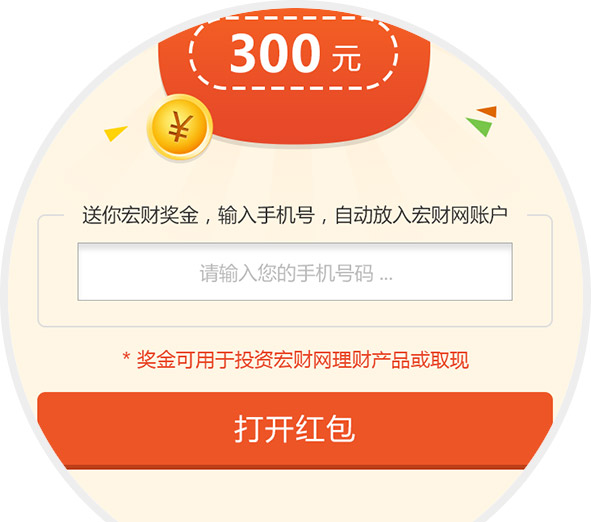 300 元
¥
送你宏财奖金，输入手机号，自动放入宏财网账户
请输入您的手机号码 ...
* 奖金可用于投资宏财网理财产品或取现
打开红包